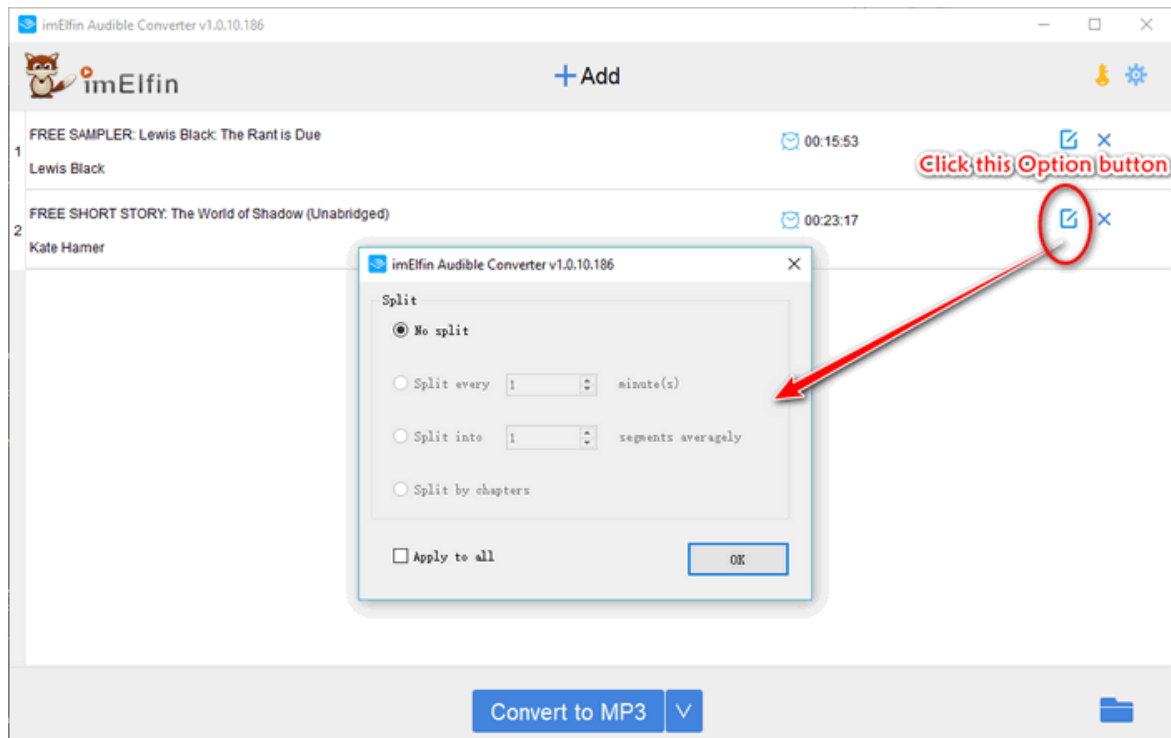 imElfin Audible Converter v1.0.10.186
imElfin
+Add
1
FREE SAMPLER: Lewis Black: The Rant is Due
00:15:53
Lewis Black
Click this Option button
2
FREE SHORT STORY: The World of Shadow (Unabridged)
00:23:17
Kate Hamer
imElfin Audible Converter v1.0.10.186
Split
No split
Split every 1 minute(s)
Split into 1 segments averagely
Split by chapters
Apply to all
OK
Convert to MP3